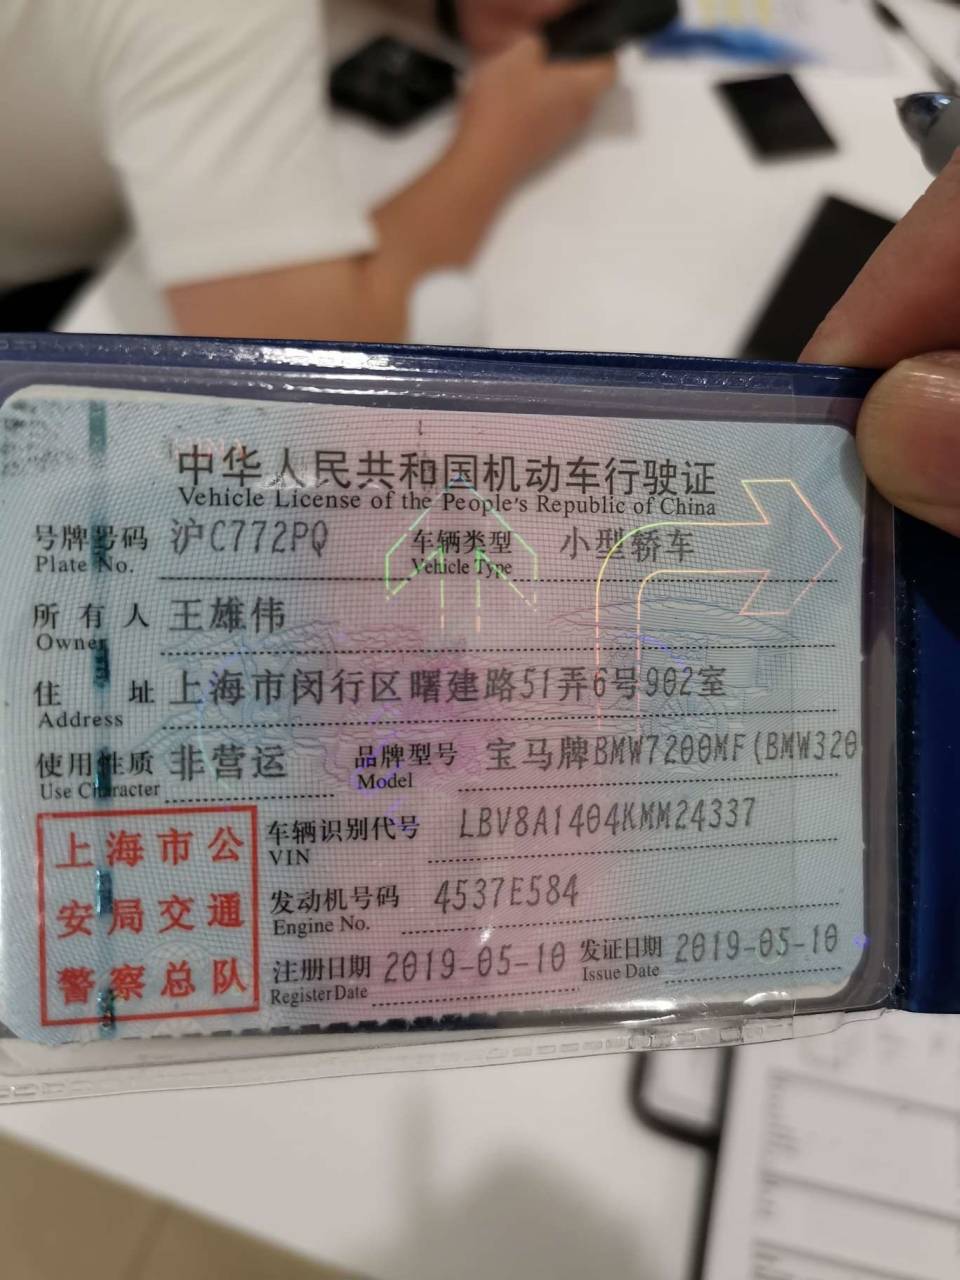 中华人民共和国机动车行驶证
Vehicle License of the People's Republic of China
号牌号码 沪C772PQ 车辆类型 小型轿车
Plate No. Vehicle Type
所有人 王雄伟
Owner
住址 上海市闵行区曙建路51弄6号902室
Address
使用性质 非营运 品牌型号 宝马牌BMW7200MF(BMW320
Use Character Model
上海市公
安局交通
警察总队
车辆识别代号 LBV8A1404KMM24337
VIN
发动机号码 4537E584
Engine No.
注册日期 2019-05-10 发证日期 2019-05-10
Register Date Issue Date